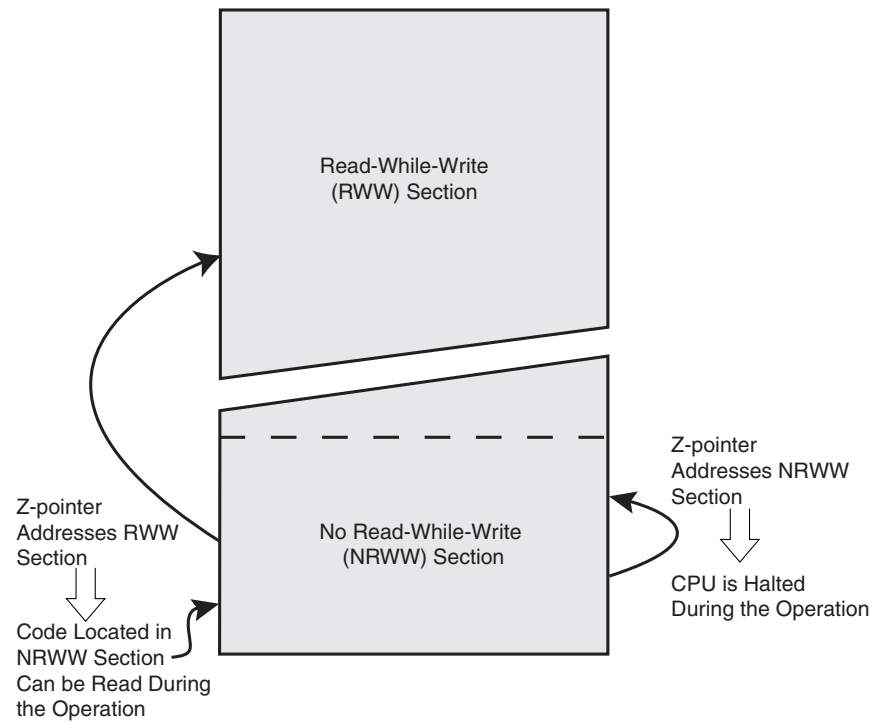 Read-While-Write
(RWW) Section
Z-pointer
Addresses NRWW
Section
Z-pointer
Addresses RWW
Section
No Read-While-Write
(NRWW) Section
CPU is Halted
During the Operation
Code Located in
NRWW Section
Can be Read During
the Operation